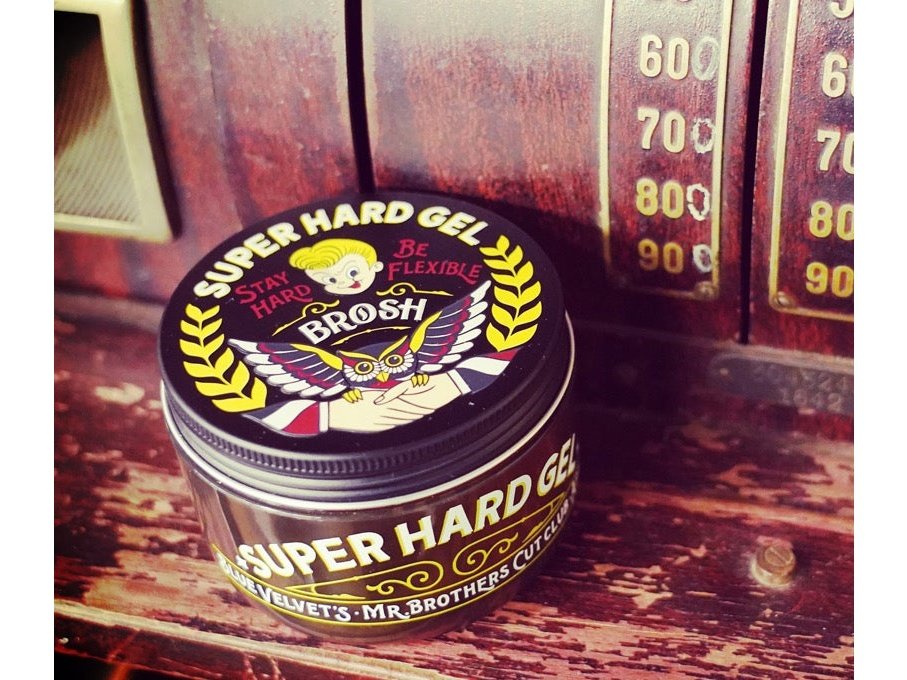 SUPER HARD GEL
STAY
HARD
BE
FLEXIBLE
BROSH
SUPER HARD GEL
BLUE VELVET'S · MR. BROTHERS CUT CLUB
600
700
800
900
60
70
80
90